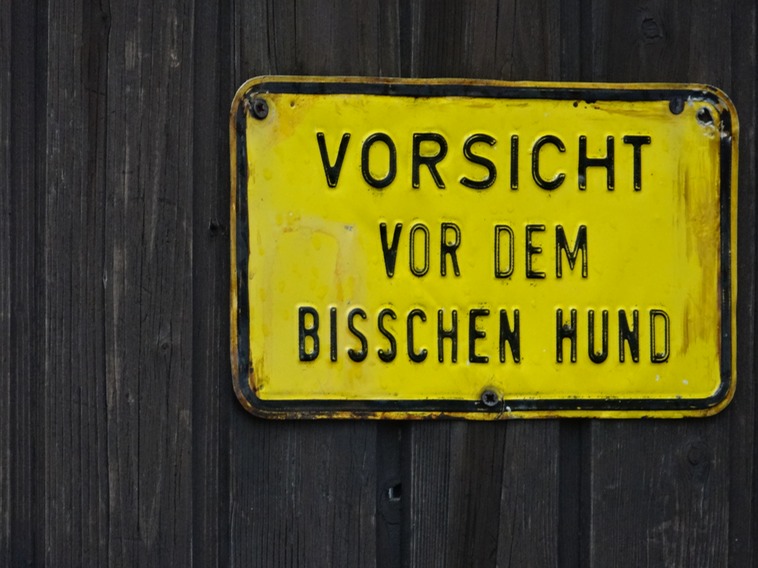 VORSICHT
VOR DEM
BISSCHEN HUND